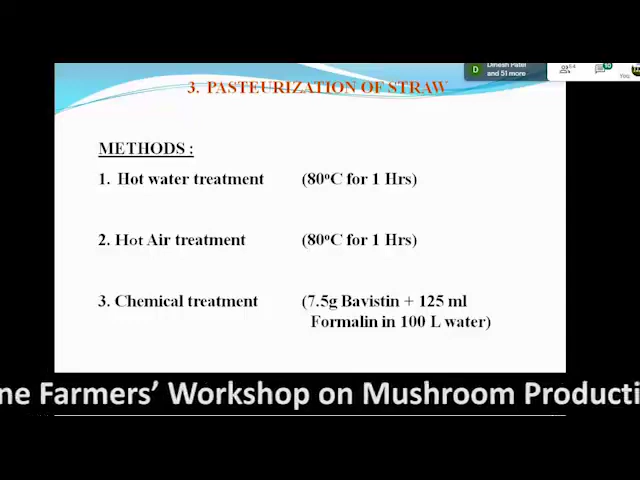 Dinesh Patel
and 51 more
You
3. PASTEURIZATION OF STRAW
METHODS :
1. Hot water treatment (80°C for 1 Hrs)
2. Hot Air treatment (80°C for 1 Hrs)
3. Chemical treatment (7.5g Bavistin + 125 ml
Formalin in 100 L water)
ne Farmers' Workshop on Mushroom Producti